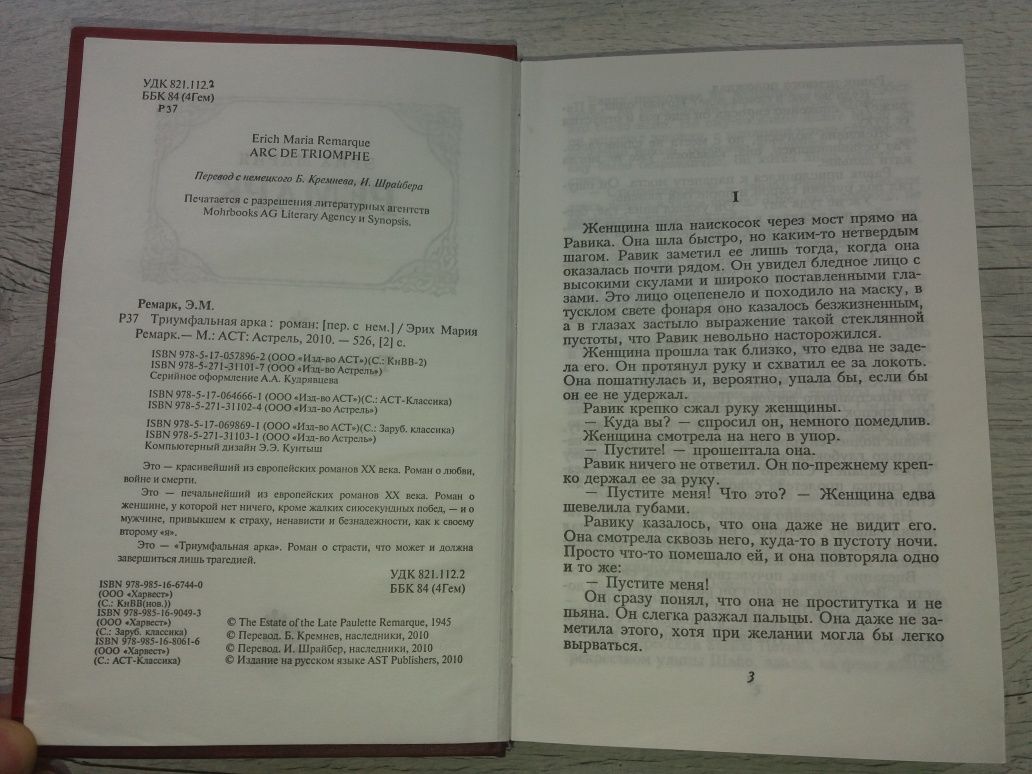 УДК 821.112.2
ББК 84 (4Гем)
Р37
Erich Maria Remarque
ARC DE TRIOMPHE
Перевод с немецкого Б. Кремнева, И. Шрайбера
Печатается с разрешения литературных агентств
Mohrbooks AG Literary Agency и Synopsis.
Ремарк, Э.М.
Р37 Триумфальная арка : роман: [пер. с нем.] / Эрих Мария
Ремарк.— М.: АСТ: Астрель, 2010. — 526, [2] с.
ISBN 978-5-17-057896-2 (ООО «Изд-во АСТ»)(С.: КнВВ-2)
ISBN 978-5-271-31101-7 (ООО «Изд-во Астрель»)
Серийное оформление А.А. Кудрявцева
ISBN 978-5-17-064666-1 (ООО «Изд-во АСТ»)(С.: АСТ-Классика)
ISBN 978-5-271-31102-4 (ООО «Изд-во Астрель»)
ISBN 978-5-17-069869-1 (ООО «Изд-во АСТ»)(С.: Заруб. классика)
ISBN 978-5-271-31103-1 (ООО «Изд-во Астрель»)
Компьютерный дизайн Э.Э. Кунтыш
Это — красивейший из европейских романов XX века. Роман о любви,
войне и смерти.
Это — печальнейший из европейских романов XX века. Роман о
женщине, у которой нет ничего, кроме жалких сиюсекундных побед, — и о
мужчине, привыкшем к страху, ненависти и безнадежности, как к своему
второму «я».
Это — «Триумфальная арка». Роман о страсти, что может и должна
завершиться лишь трагедией.
УДК 821.112.2
ББК 84 (4Гем)
ISBN 978-985-16-6744-0
(ООО «Харвест»)
(С.: КнВВ(нов.))
ISBN 978-985-16-9049-3
(ООО «Харвест»)
(С.: Заруб. классика)
ISBN 978-985-16-8061-6
(ООО «Харвест»)
(С.: АСТ-Классика)
© The Estate of the Late Paulette Remarque, 1945
© Перевод. Б. Кремнев, наследники, 2010
© Перевод. И. Шрайбер, наследники, 2010
© Издание на русском языке AST Publishers, 2010
I
Женщина шла наискосок через мост прямо на
Равика. Она шла быстро, но каким-то нетвердым
шагом. Равик заметил ее лишь тогда, когда она
оказалась почти рядом. Он увидел бледное лицо с
высокими скулами и широко поставленными гла-
зами. Это лицо оцепенело и походило на маску, в
тусклом свете фонаря оно казалось безжизненным,
а в глазах застыло выражение такой стеклянной
пустоты, что Равик невольно насторожился.
Женщина прошла так близко, что едва не заде-
ла его. Он протянул руку и схватил ее за локоть.
Она пошатнулась и, вероятно, упала бы, если бы
он ее не удержал.
Равик крепко сжал руку женщины.
— Куда вы? — спросил он, немного помедлив.
Женщина смотрела на него в упор.
— Пустите! — прошептала она.
Равик ничего не ответил. Он по-прежнему креп-
ко держал ее за руку.
— Пустите меня! Что это? — Женщина едва
шевелила губами.
Равику казалось, что она даже не видит его.
Она смотрела сквозь него, куда-то в пустоту ночи.
Просто что-то помешало ей, и она повторяла одно
и то же:
— Пустите меня!
Он сразу понял, что она не проститутка и не
пьяна. Он слегка разжал пальцы. Она даже не за-
метила этого, хотя при желании могла бы легко
вырваться.
3